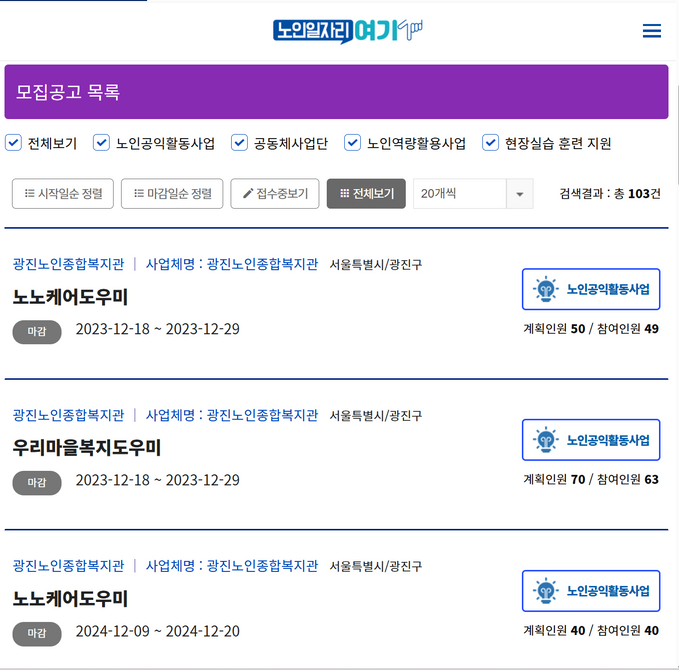 노인일자리여기
모집공고 목록
전체보기 노인공익활동사업 공동체사업단 노인역량활용사업 현장실습 훈련 지원
시작일순 정렬 마감일순 정렬 접수중보기 전체보기 20개씩 검색결과 : 총 103건
광진노인종합복지관 | 사업체명 : 광진노인종합복지관 서울특별시/광진구
노노케어도우미
노인공익활동사업
마감 2023-12-18 ~ 2023-12-29
계획인원 50 / 참여인원 49
광진노인종합복지관 | 사업체명 : 광진노인종합복지관 서울특별시/광진구
우리마을복지도우미
노인공익활동사업
마감 2023-12-18 ~ 2023-12-29
계획인원 70 / 참여인원 63
광진노인종합복지관 | 사업체명 : 광진노인종합복지관 서울특별시/광진구
노노케어도우미
노인공익활동사업
마감 2024-12-09 ~ 2024-12-20
계획인원 40 / 참여인원 40